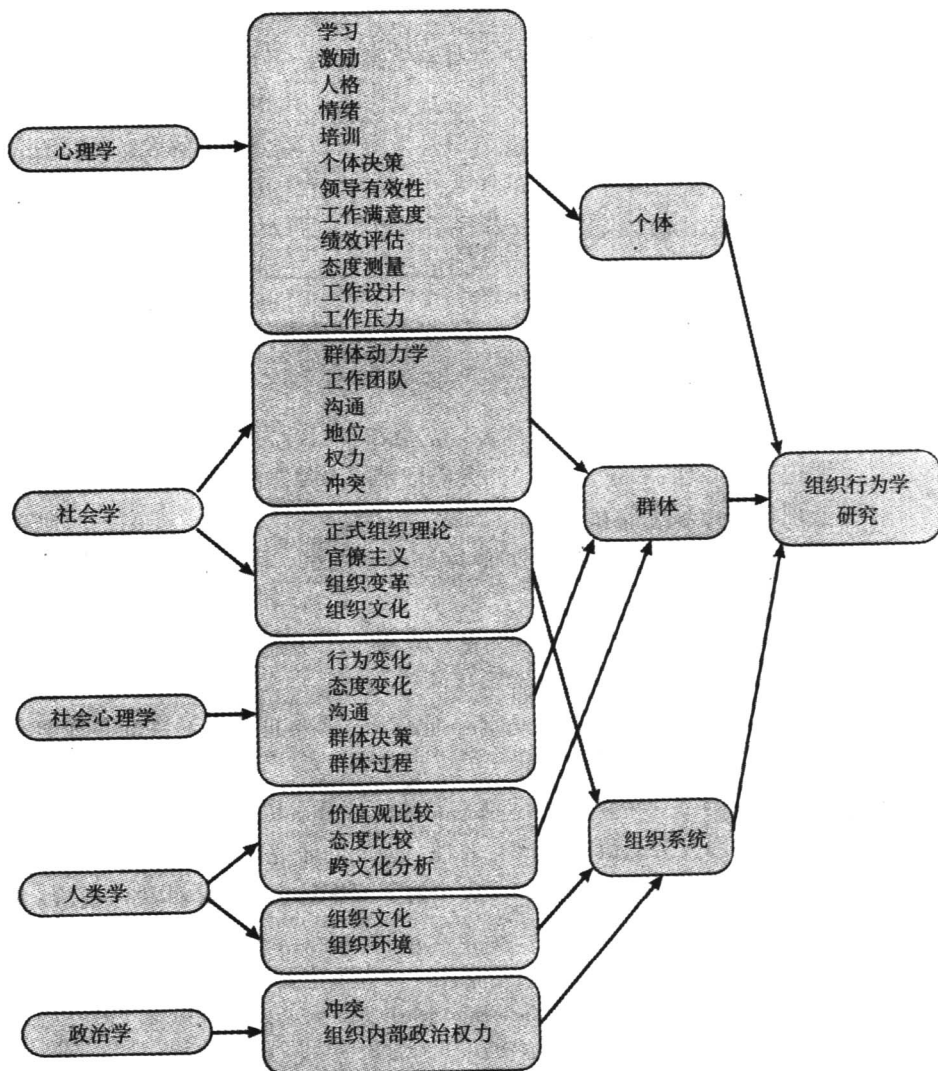 心理学
学习
激励
人格
情绪
培训
个体决策
领导有效性
工作满意度
绩效评估
态度测量
工作设计
工作压力
个体
社会学
群体动力学
工作团队
沟通
地位
权力
冲突
正式组织理论
官僚主义
组织变革
组织文化
群体
组织行为学
研究
社会心理学
行为变化
态度变化
沟通
群体决策
群体过程
人类学
价值观比较
态度比较
跨文化分析
组织文化
组织环境
组织系统
政治学
冲突
组织内部政治权力